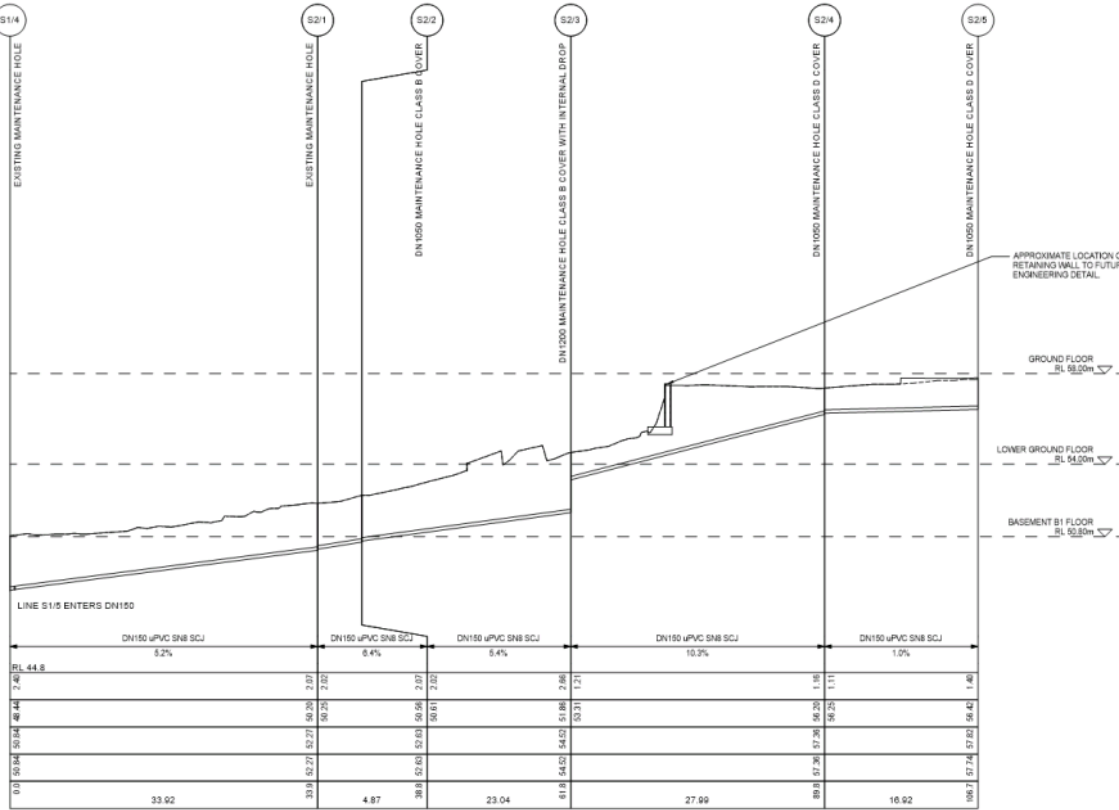 S1/4
S2/1
S2/2
S2/3
S2/4
S2/5
EXISTING MAINTENANCE HOLE
EXISTING MAINTENANCE HOLE
DN1050 MAINTENANCE HOLE CLASS B COVER
DN1200 MAINTENANCE HOLE CLASS B COVER WITH INTERNAL DROP
DN1050 MAINTENANCE HOLE CLASS D COVER
DN1050 MAINTENANCE HOLE CLASS D COVER
APPROXIMATE LOCATION
RETAINING WALL TO
ENGINEERING DETAIL.
GROUND FLOOR
RL 58.00m
LOWER GROUND FLOOR
RL 54.00m
BASEMENT B1 FLOOR
RL 50.80m
LINE S1/5 ENTERS DN150
DN150 uPVC SN8 SCJ
DN150 uPVC SN8 SCJ
DN150 uPVC SN8 SCJ
DN150 uPVC SN8 SCJ
DN150 uPVC SN8 SCJ
5.2%
6.4%
5.4%
10.3%
1.0%
RL 44.8
2.40 2.07 2.02 2.07 2.02 2.66 1.21 1.16 1.11 1.40
48.44 50.20 50.25 50.56 50.61 51.86 53.31 56.20 56.25 56.42
50.84 52.27 52.63 54.52 57.36 57.82
50.84 52.27 52.63 54.52 57.36 57.74
0.0 33.9 38.8 61.8 89.8 106.7
33.92 4.87 23.04 27.99 16.92